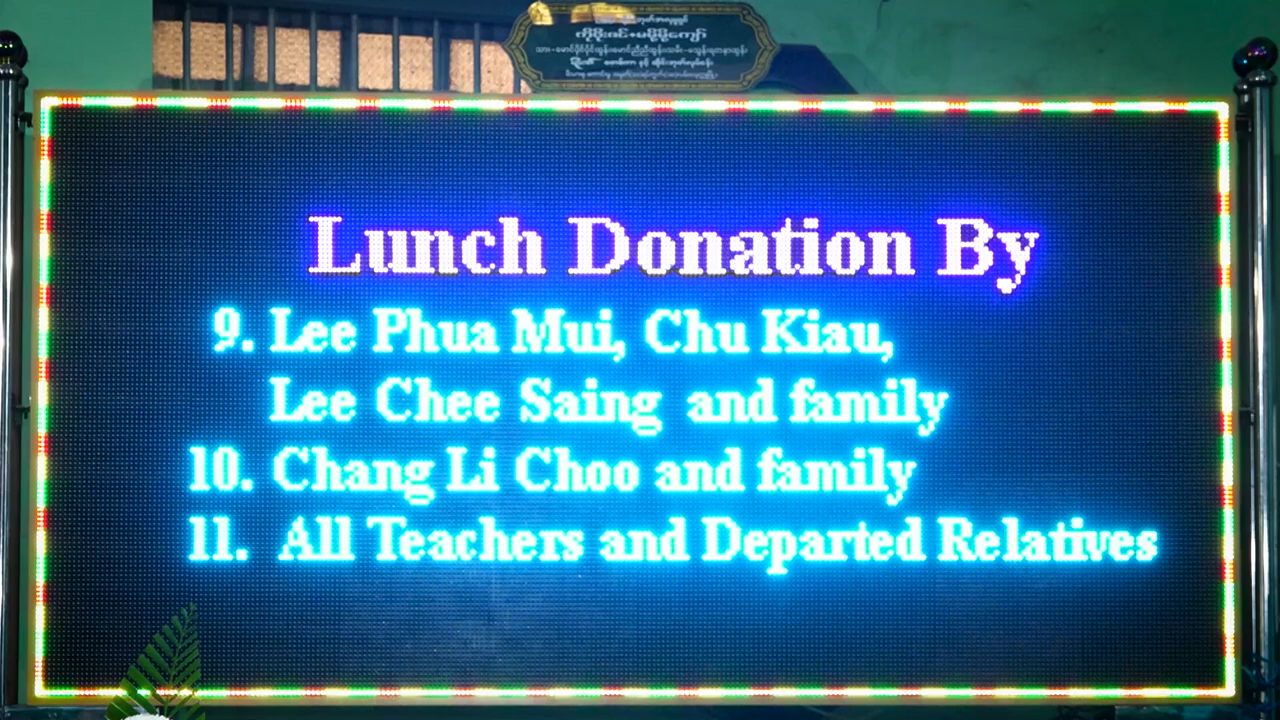 Lunch Donation By
9. Lee Phua Mui, Chu Kiau,
Lee Chee Saing and family
10. Chang Li Choo and family
11. All Teachers and Departed Relatives